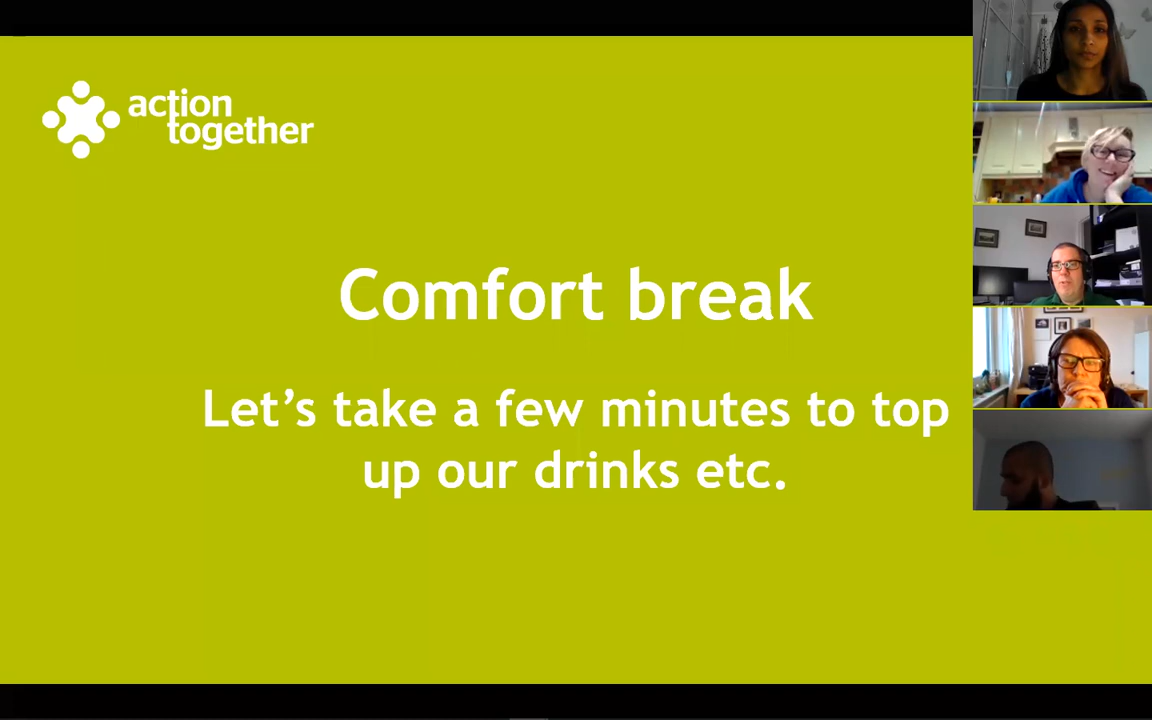 action
together
Comfort break
Let's take a few minutes to top
up our drinks etc.